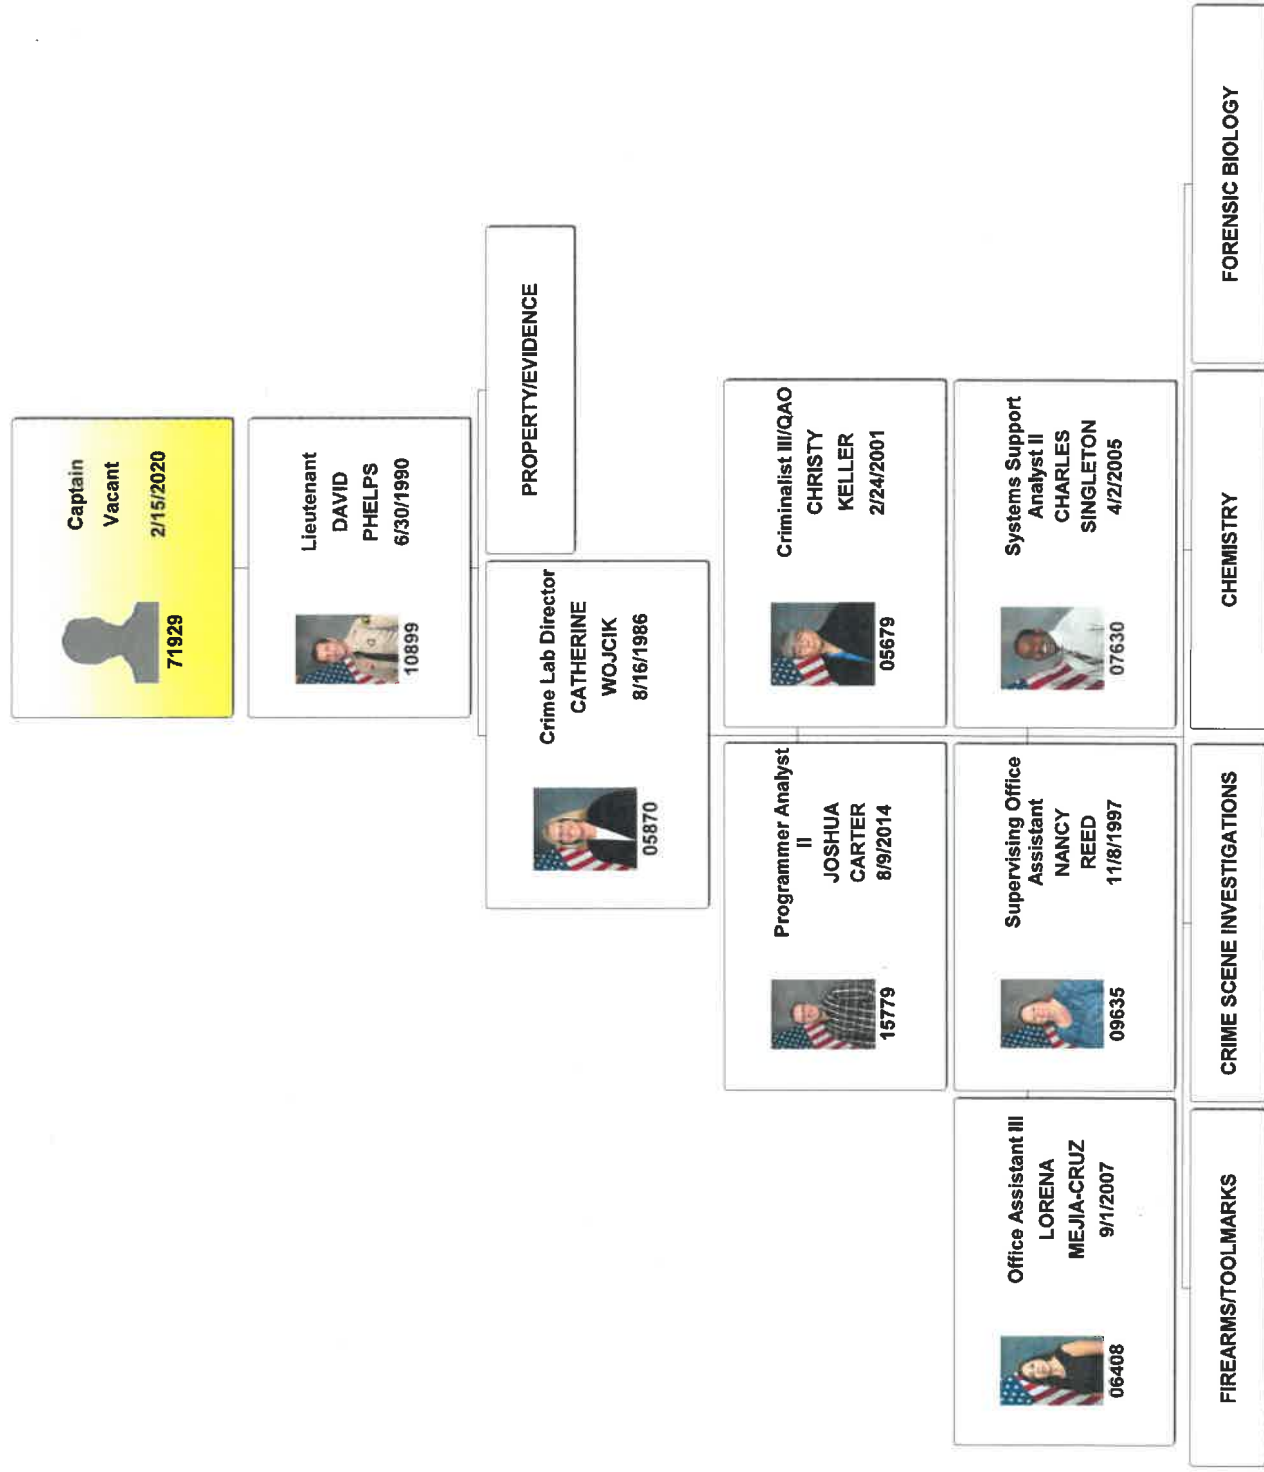 Captain
Vacant
2/15/2020
71929
Lieutenant
DAVID
PHELPS
6/30/1990
10899
Crime Lab Director
CATHERINE
WOJCIK
8/16/1986
05870
PROPERTY/EVIDENCE
Programmer Analyst
II
JOSHUA
CARTER
8/9/2014
15779
Criminalist III/QAO
CHRISTY
KELLER
2/24/2001
05679
Office Assistant III
LORENA
MEJIA-CRUZ
9/1/2007
06408
Supervising Office
Assistant
NANCY
REED
11/8/1997
09635
Systems Support
Analyst II
CHARLES
SINGLETON
4/2/2005
07630
FIREARMS/TOOLMARKS
CRIME SCENE INVESTIGATIONS
CHEMISTRY
FORENSIC BIOLOGY